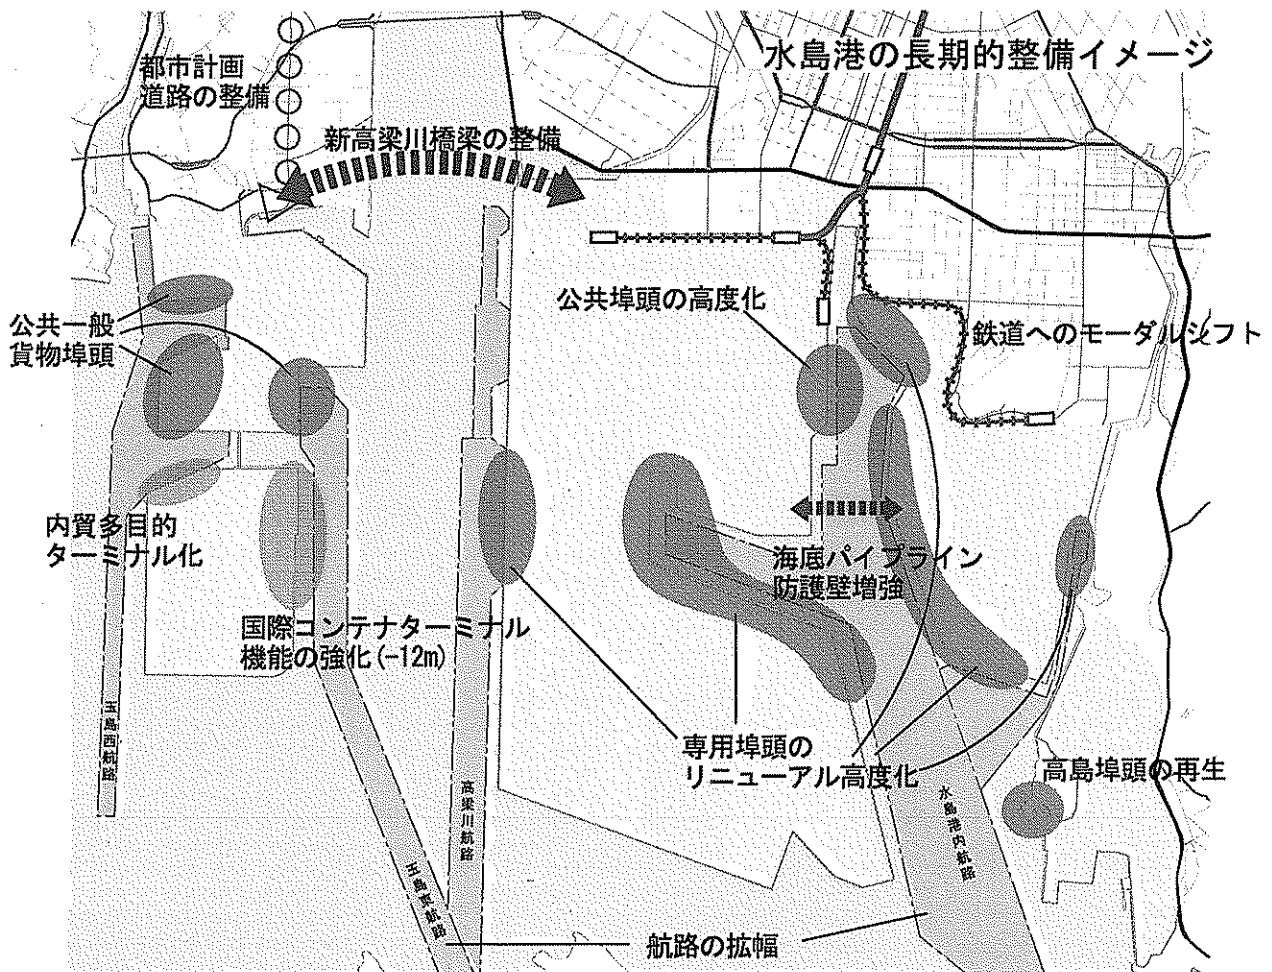 水島港の長期的整備イメージ
都市計画
道路の整備
新高梁川橋梁の整備
公共埠頭の高度化
公共一般
貨物埠頭
鉄道へのモーダルシフト
内貿多目的
ターミナル化
海底パイプライン
防護壁増強
国際コンテナターミナル
機能の強化(-12m)
玉島西航路
専用埠頭の
リニューアル高度化
高島埠頭の再生
高梁川航路
水島港内航路
玉島東航路
航路の拡幅